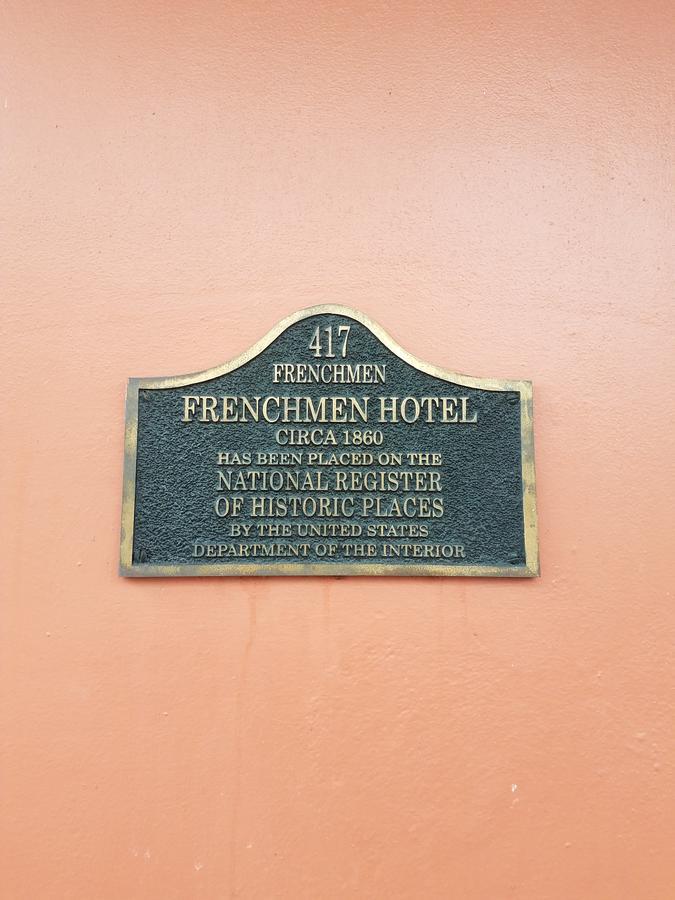 417
FRENCHMEN
FRENCHMEN HOTEL
CIRCA 1860
HAS BEEN PLACED ON THE
NATIONAL REGISTER
OF HISTORIC PLACES
BY THE UNITED STATES
DEPARTMENT OF THE INTERIOR